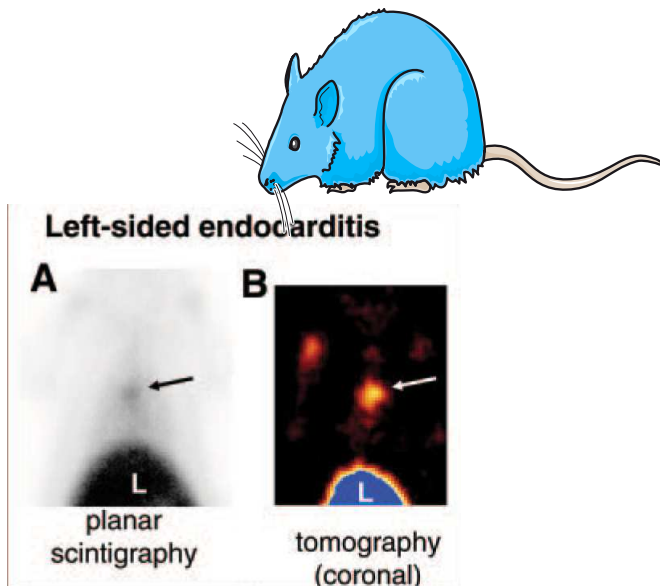 Left-sided endocarditis
A
B
L
L
planar
scintigraphy
tomography
(coronal)